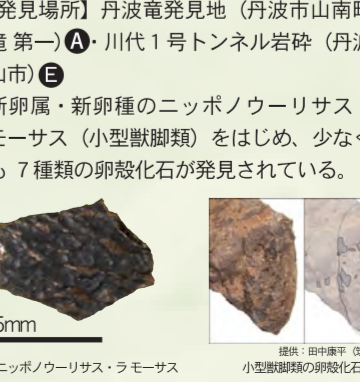 発見場所】丹波竜発見地（丹波市山南町
竜 第一）A・川代１号トンネル岩砕（丹波
山市）E
新卵属・新卵種のニッポノウーリサス・
モーサス（小型獣脚類）をはじめ、少なく
も ７種類の卵殻化石が発見されている。
5mm
提供：田中康平（筑
ニッポノウーリサス・ラモーサス
小型獣脚類の卵殻化石